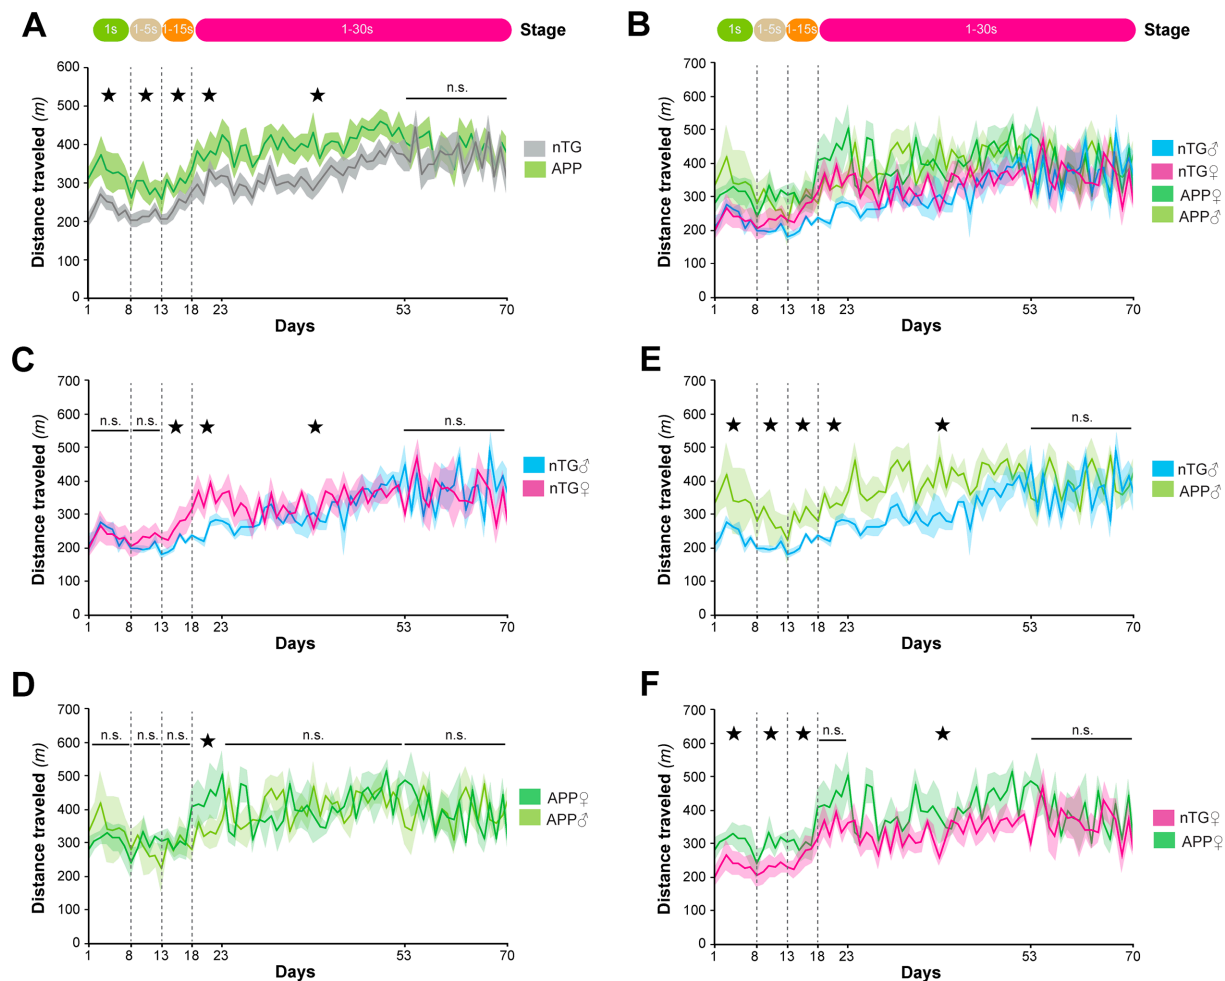 A
1s 1-5s 1-15s 1-30s Stage
600
500
400
300
200
100
0
Distance traveled (m)
n.s.
nTG
APP
1 8 13 18 23 53 70
Days
B
1s 1-5s 1-15s 1-30s Stage
700
600
500
400
300
200
100
0
Distance traveled (m)
nTG♂
nTG♀
APP♀
APP♂
1 8 13 18 23 53 70
Days
C
700
600
500
400
300
200
100
0
Distance traveled (m)
n.s. n.s. n.s.
nTG♂
nTG♀
1 8 13 18 23 53 70
Days
E
700
600
500
400
300
200
100
0
Distance traveled (m)
n.s.
nTG♂
APP♂
1 8 13 18 23 53 70
Days
D
700
600
500
400
300
200
100
0
Distance traveled (m)
n.s. n.s. n.s. n.s. n.s.
APP♀
APP♂
1 8 13 18 23 53 70
Days
F
700
600
500
400
300
200
100
0
Distance traveled (m)
n.s. n.s.
nTG♀
APP♀
1 8 13 18 23 53 70
Days